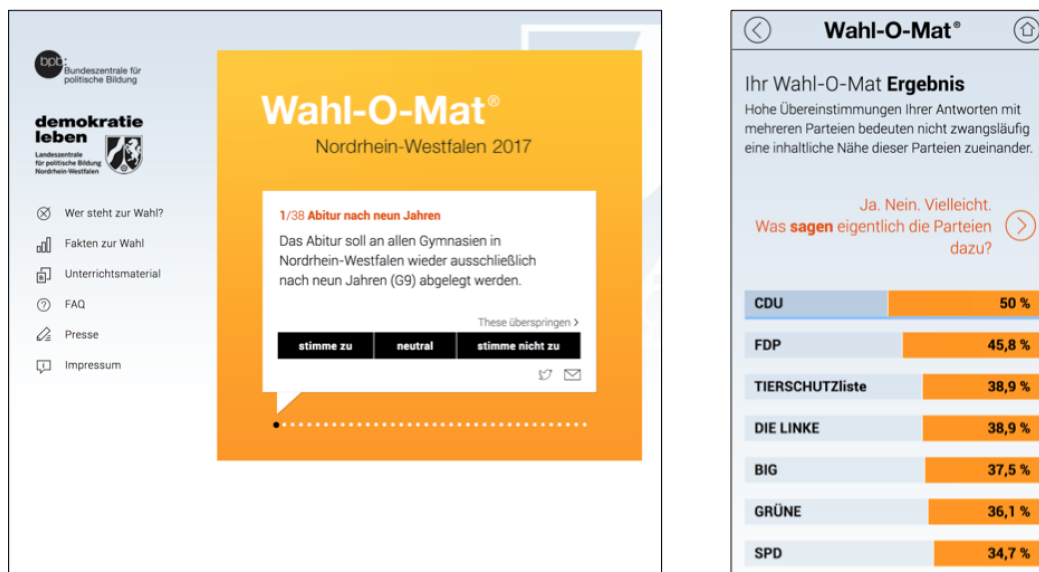 bpb:
Bundeszentrale für
politische Bildung
demokratie
leben
Landeszentrale
für politische Bildung
Nordrhein-Westfalen
Wer steht zur Wahl?
Fakten zur Wahl
Unterrichtsmaterial
FAQ
Presse
Impressum
Wahl-O-Mat®
Nordrhein-Westfalen 2017
1/38 Abitur nach neun Jahren
Das Abitur soll an allen Gymnasien in
Nordrhein-Westfalen wieder ausschließlich
nach neun Jahren (G9) abgelegt werden.
These überspringen >
stimme zu neutral stimme nicht zu
Wahl-O-Mat®
Ihr Wahl-O-Mat Ergebnis
Hohe Übereinstimmungen Ihrer Antworten mit
mehreren Parteien bedeuten nicht zwangsläufig
eine inhaltliche Nähe dieser Parteien zueinander.
Ja. Nein. Vielleicht.
Was sagen eigentlich die Parteien
dazu?
CDU 50 %
FDP 45,8 %
TIERSCHUTZliste 38,9 %
DIE LINKE 38,9 %
BIG 37,5 %
GRÜNE 36,1 %
SPD 34,7 %